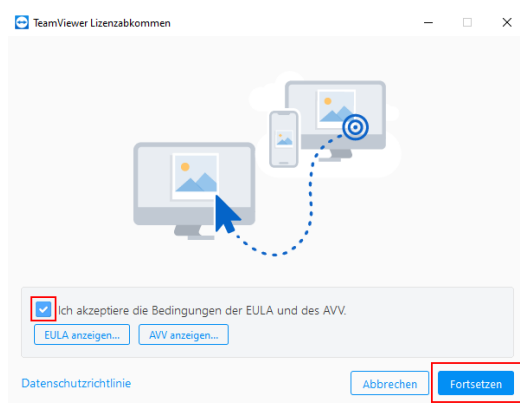 TeamViewer Lizenzabkommen
Ich akzeptiere die Bedingungen der EULA und des AVV.
EULA anzeigen... AVV anzeigen...
Datenschutzrichtlinie Abbrechen Fortsetzen